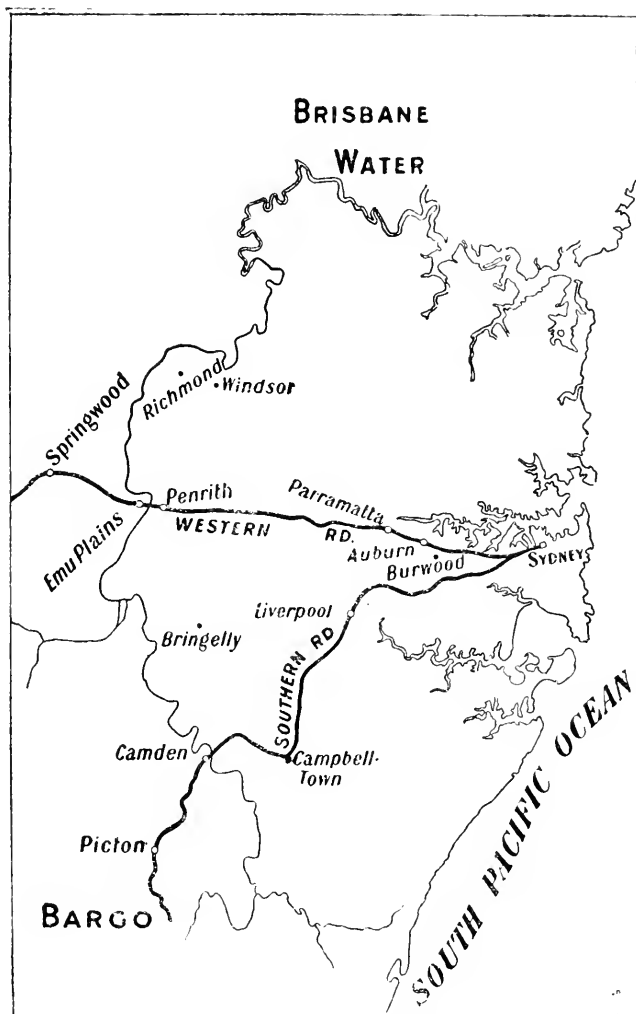 BRISBANE
WATER
Springwood
Richmond
Windsor
Penrith
Parramatta
WESTERN
RD.
Auburn
SYDNEY
Emu Plains
Burwood
Liverpool
Bringelly
SOUTHERN RD
Camden
Campbell-
Town
Picton
BARGO
SOUTH PACIFIC OCEAN